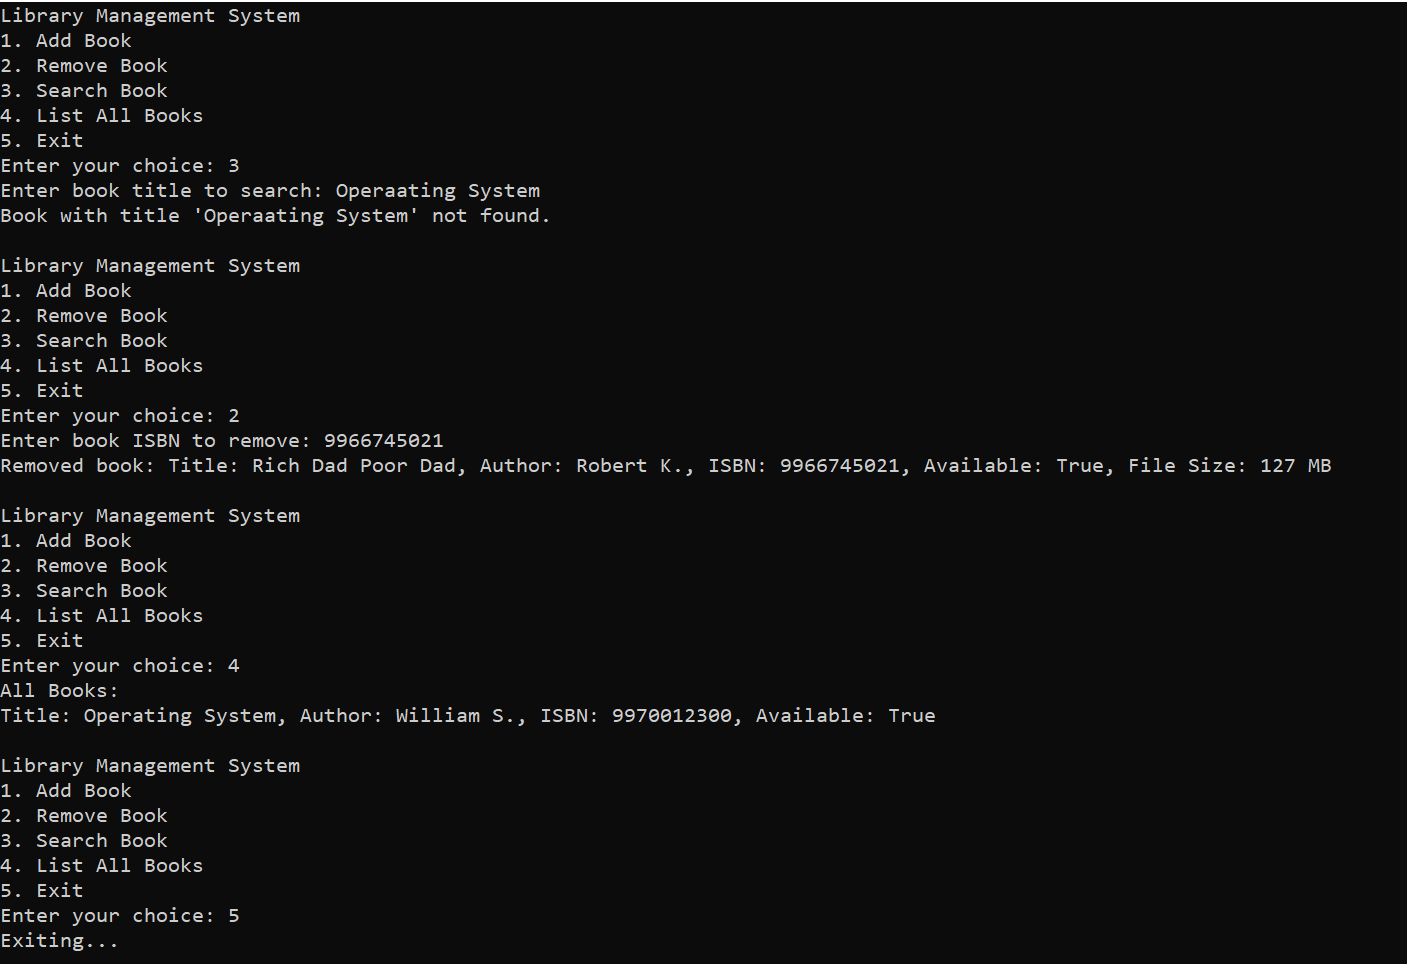 Library Management System
1. Add Book
2. Remove Book
3. Search Book
4. List All Books
5. Exit
Enter your choice: 3
Enter book title to search: Operaating System
Book with title 'Operaating System' not found.

Library Management System
1. Add Book
2. Remove Book
3. Search Book
4. List All Books
5. Exit
Enter your choice: 2
Enter book ISBN to remove: 9966745021
Removed book: Title: Rich Dad Poor Dad, Author: Robert K., ISBN: 9966745021, Available: True, File Size: 127 MB

Library Management System
1. Add Book
2. Remove Book
3. Search Book
4. List All Books
5. Exit
Enter your choice: 4
All Books:
Title: Operating System, Author: William S., ISBN: 9970012300, Available: True

Library Management System
1. Add Book
2. Remove Book
3. Search Book
4. List All Books
5. Exit
Enter your choice: 5
Exiting...